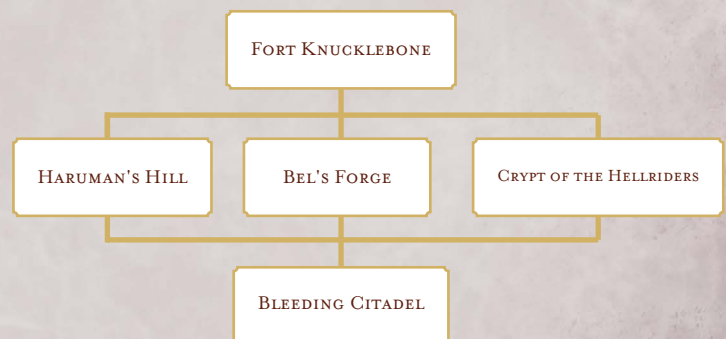 Fort Knucklebone
Haruman's Hill
Bel's Forge
Crypt of the Hellriders
Bleeding Citadel